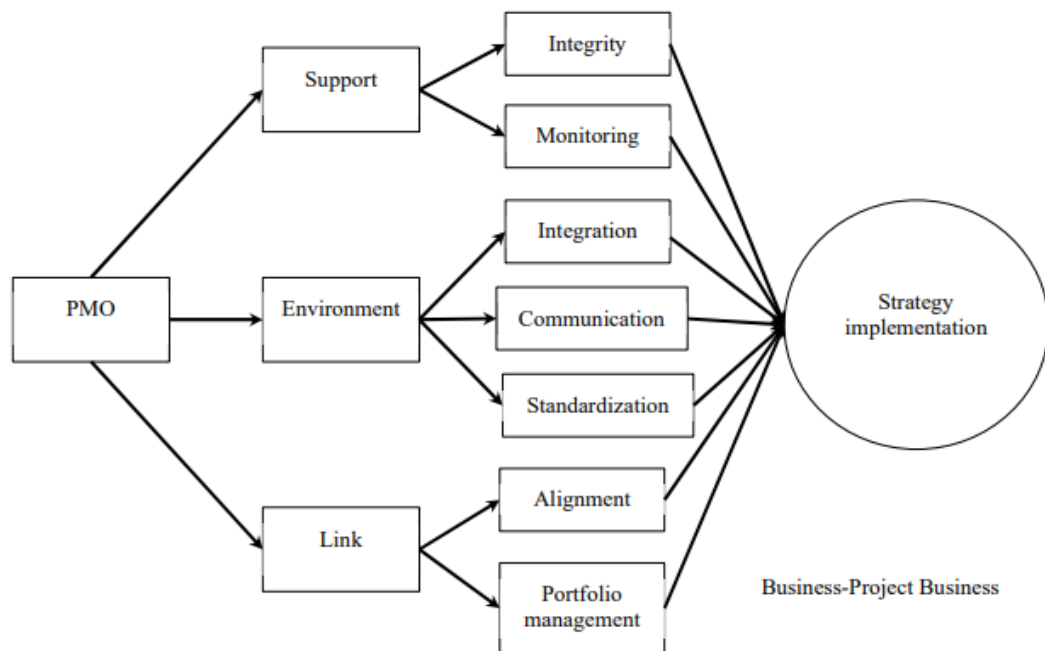 Integrity
Support
Monitoring
Integration
PMO
Environment
Communication
Strategy
implementation
Standardization
Alignment
Link
Portfolio
management
Business-Project Business